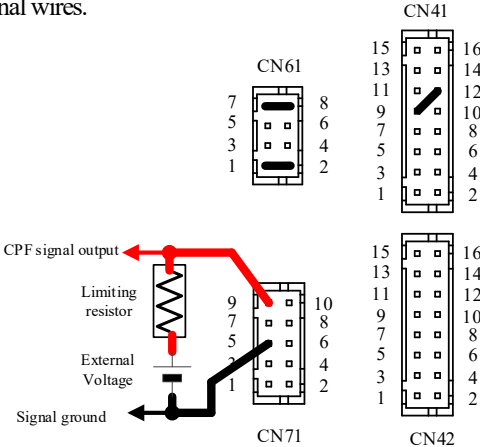 nal wires.
CN41
15 16
13 14
11 12
9 10
7 8
5 6
3 4
1 2
CN61
7 8
5 6
3 4
1 2
CPF signal output
Limiting
resistor
External
Voltage
Signal ground
9 10
7 8
5 6
3 4
1 2
CN71
15 16
13 14
11 12
9 10
7 8
5 6
3 4
1 2
CN42